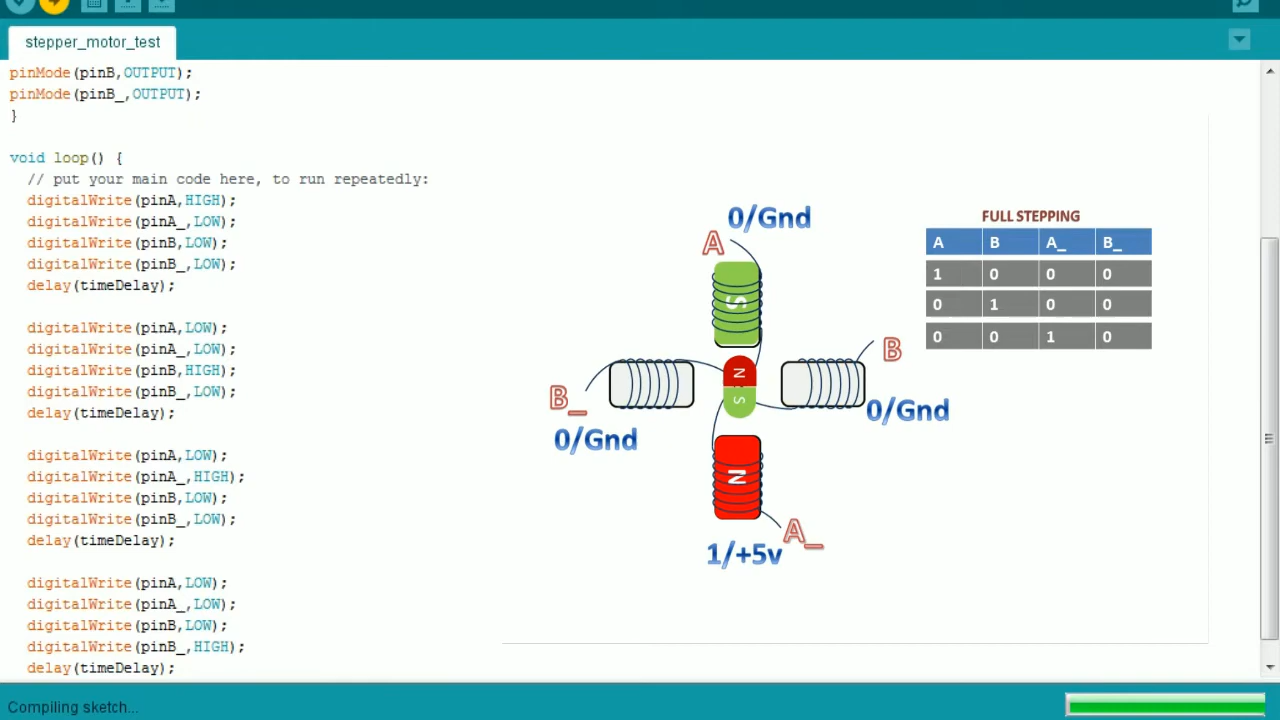 stepper_motor_test
pinMode(pinB,OUTPUT);
pinMode(pinB_,OUTPUT);
}
void loop() {
// put your main code here, to run repeatedly:
digitalWrite(pinA,HIGH);
digitalWrite(pinA_,LOW);
digitalWrite(pinB,LOW);
digitalWrite(pinB_,LOW);
delay(timeDelay);
digitalWrite(pinA,LOW);
digitalWrite(pinA_,LOW);
digitalWrite(pinB,HIGH);
digitalWrite(pinB_,LOW);
delay(timeDelay);
digitalWrite(pinA,LOW);
digitalWrite(pinA_,HIGH);
digitalWrite(pinB,LOW);
digitalWrite(pinB_,LOW);
delay(timeDelay);
digitalWrite(pinA,LOW);
digitalWrite(pinA_,LOW);
digitalWrite(pinB,LOW);
digitalWrite(pinB_,HIGH);
delay(timeDelay);
0/Gnd
A
S
B
N
S
B_
0/Gnd
0/Gnd
N
A_
1/+5v
FULL STEPPING
A B A_ B_
1 0 0 0
0 1 0 0
0 0 1 0
Compiling sketch...